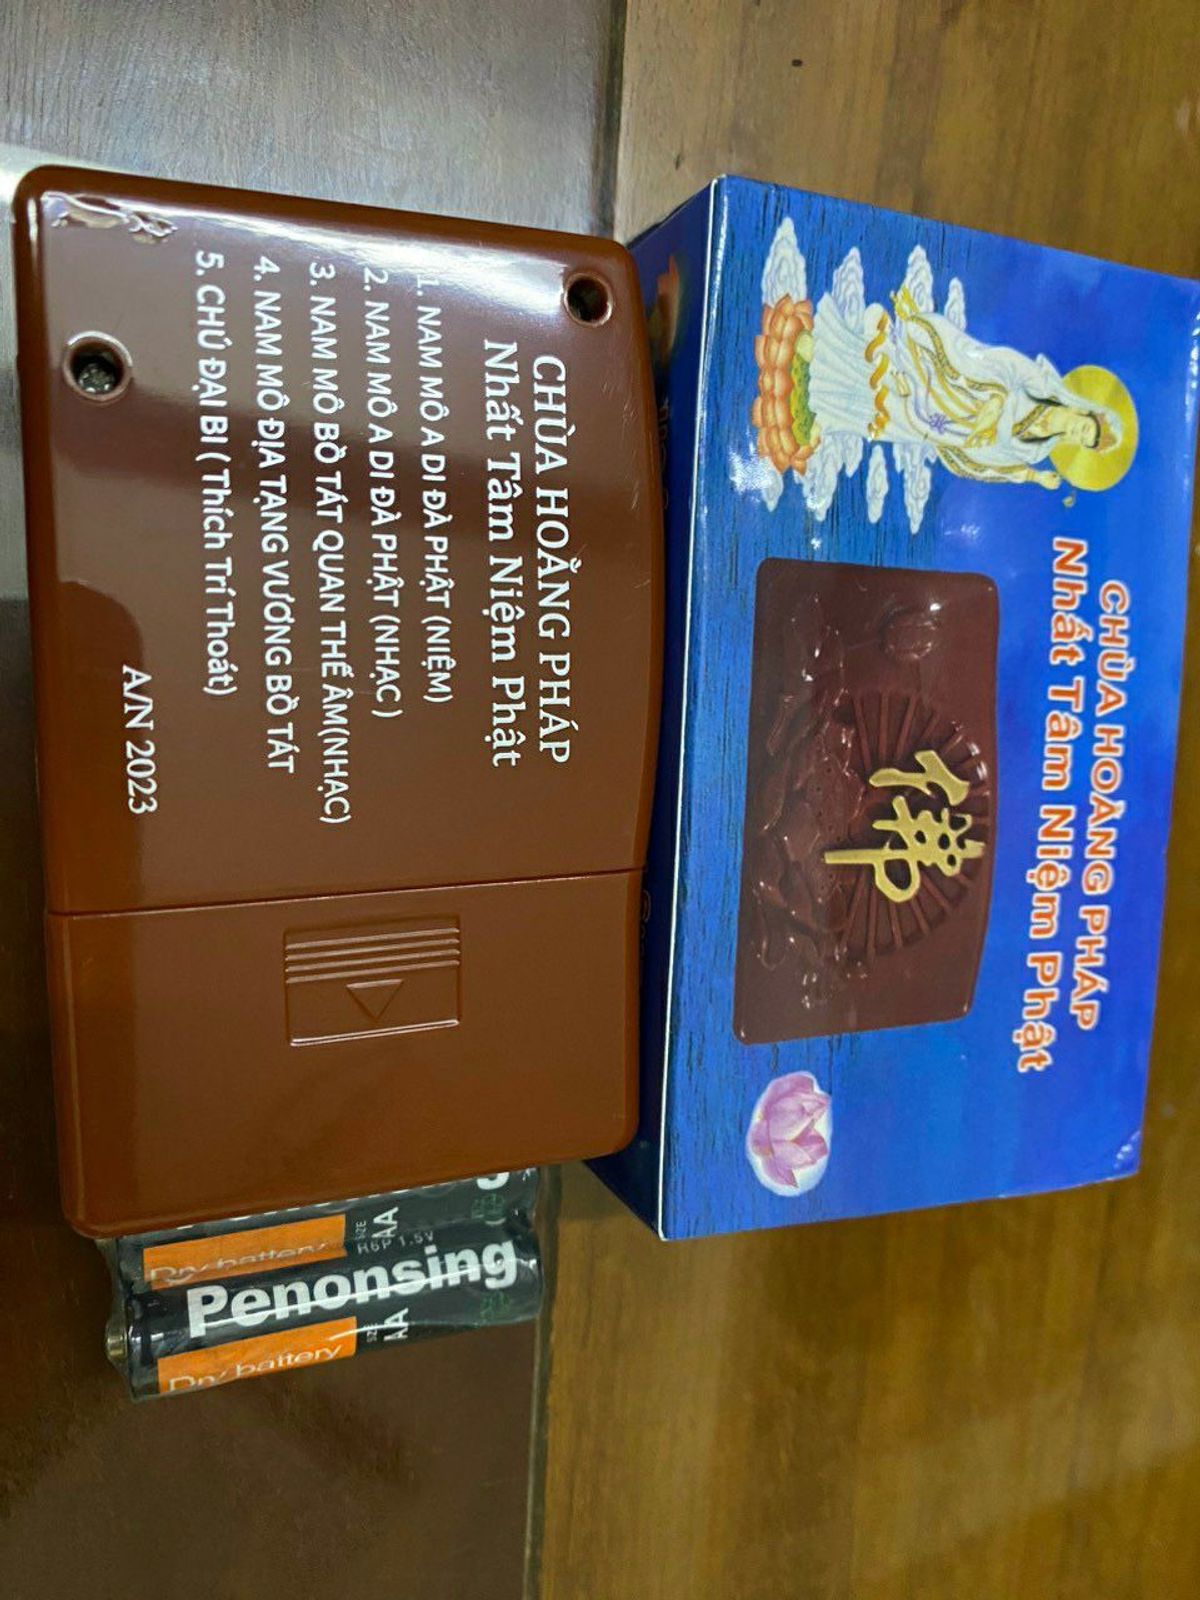 CHÙA HOẰNG PHÁP
Nhất Tâm Niệm Phật
佛
CHÙA HOẰNG PHÁP
Nhất Tâm Niệm Phật
1. NAM MÔ A DI ĐÀ PHẬT (NIỆM)
2. NAM MÔ A DI ĐÀ PHẬT (NHẠC )
3. NAM MÔ BỒ TÁT QUAN THẾ ÂM(NHẠC)
4. NAM MÔ ĐỊA TẠNG VƯƠNG BỒ TÁT
5. CHÚ ĐẠI BI ( Thích Trí Thoát)
A/N 2023
SIZE
AA
R6P 1.5V
Dry battery
Penonsing
SIZE
AA
Dry battery